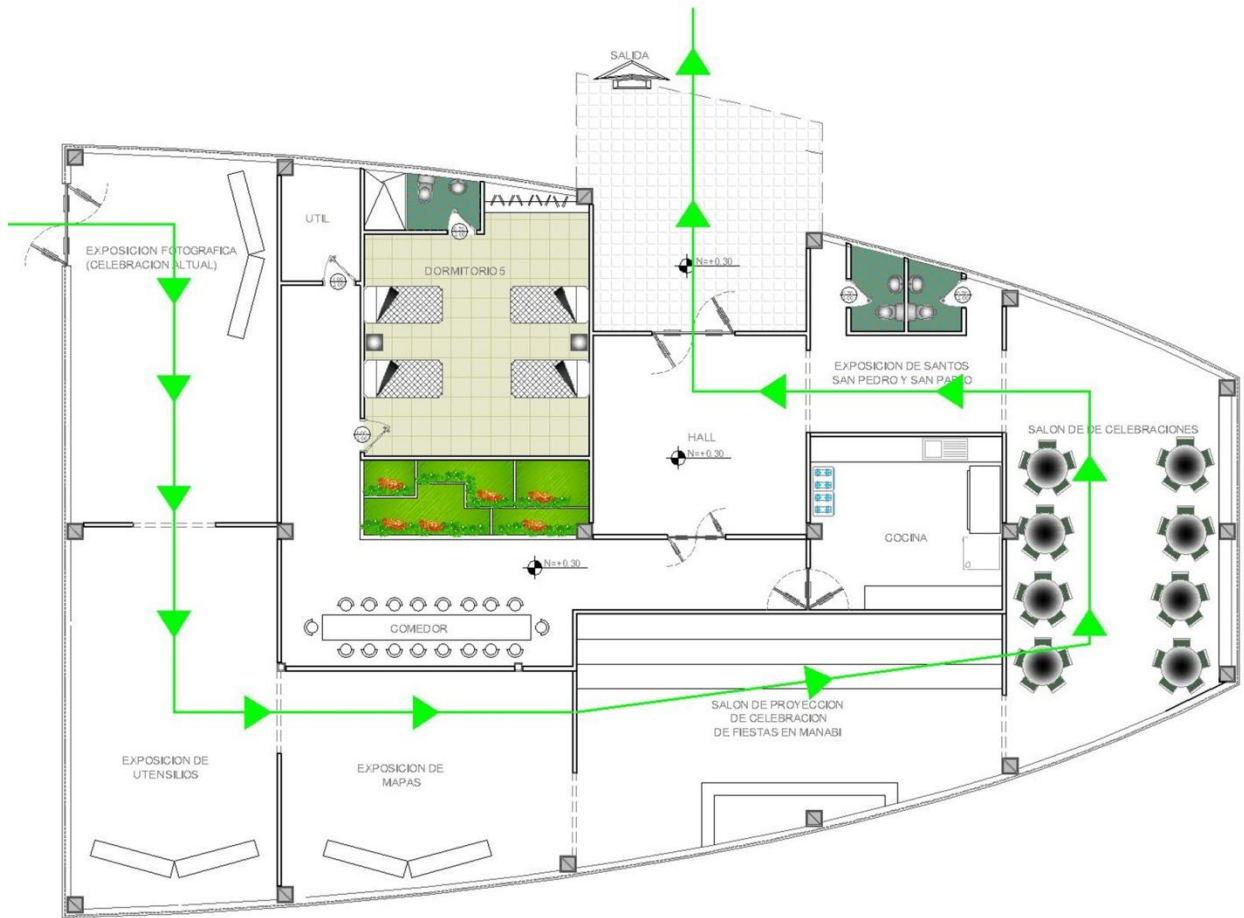 SALIDA
UTIL
EXPOSICION FOTOGRAFICA
(CELEBRACION ALTUAL)
DORMITORIO 5
N=+0.30
EXPOSICION DE SANTOS
SAN PEDRO Y SAN PABLO
HALL
N=+0.30
SALON DE DE CELEBRACIONES
COCINA
N=+0.30
COMEDOR
SALON DE PROYECCION
DE CELEBRACION
DE FIESTAS EN MANABI
EXPOSICION DE
UTENSILIOS
EXPOSICION DE
MAPAS